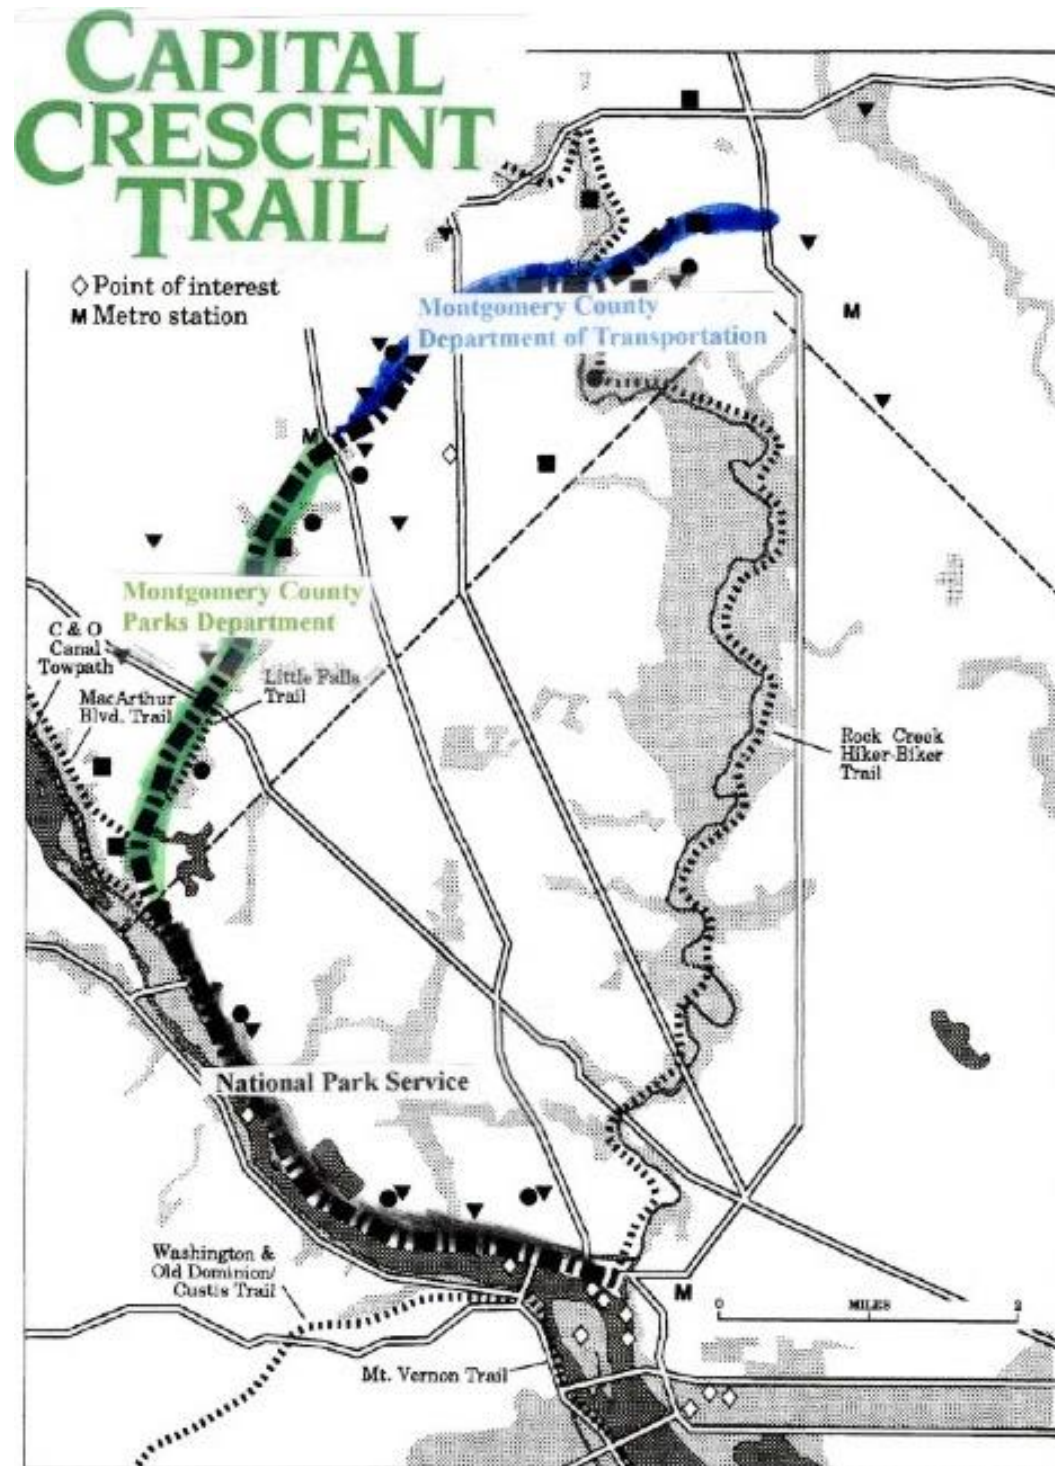 CAPITAL
CRESCENT
TRAIL
◇ Point of interest
M Metro station
Montgomery County
Department of Transportation
M
M
Montgomery County
Parks Department
C & O
Canal
Towpath
Little Falls
Trail
MacArthur
Blvd. Trail
Rock Creek
Hiker-Biker
Trail
National Park Service
Washington &
Old Dominion/
Custis Trail
M
0 MILES 2
Mt. Vernon Trail